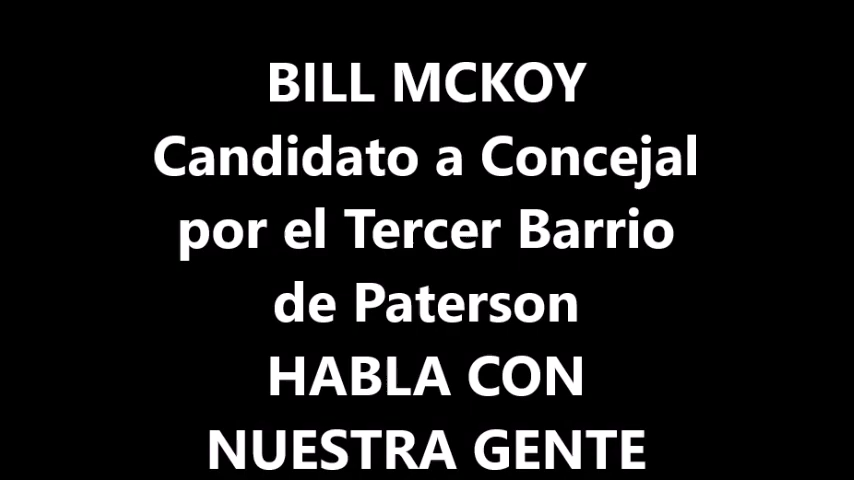 BILL MCKOY
Candidato a Concejal
por el Tercer Barrio
de Paterson
HABLA CON
NUESTRA GENTE